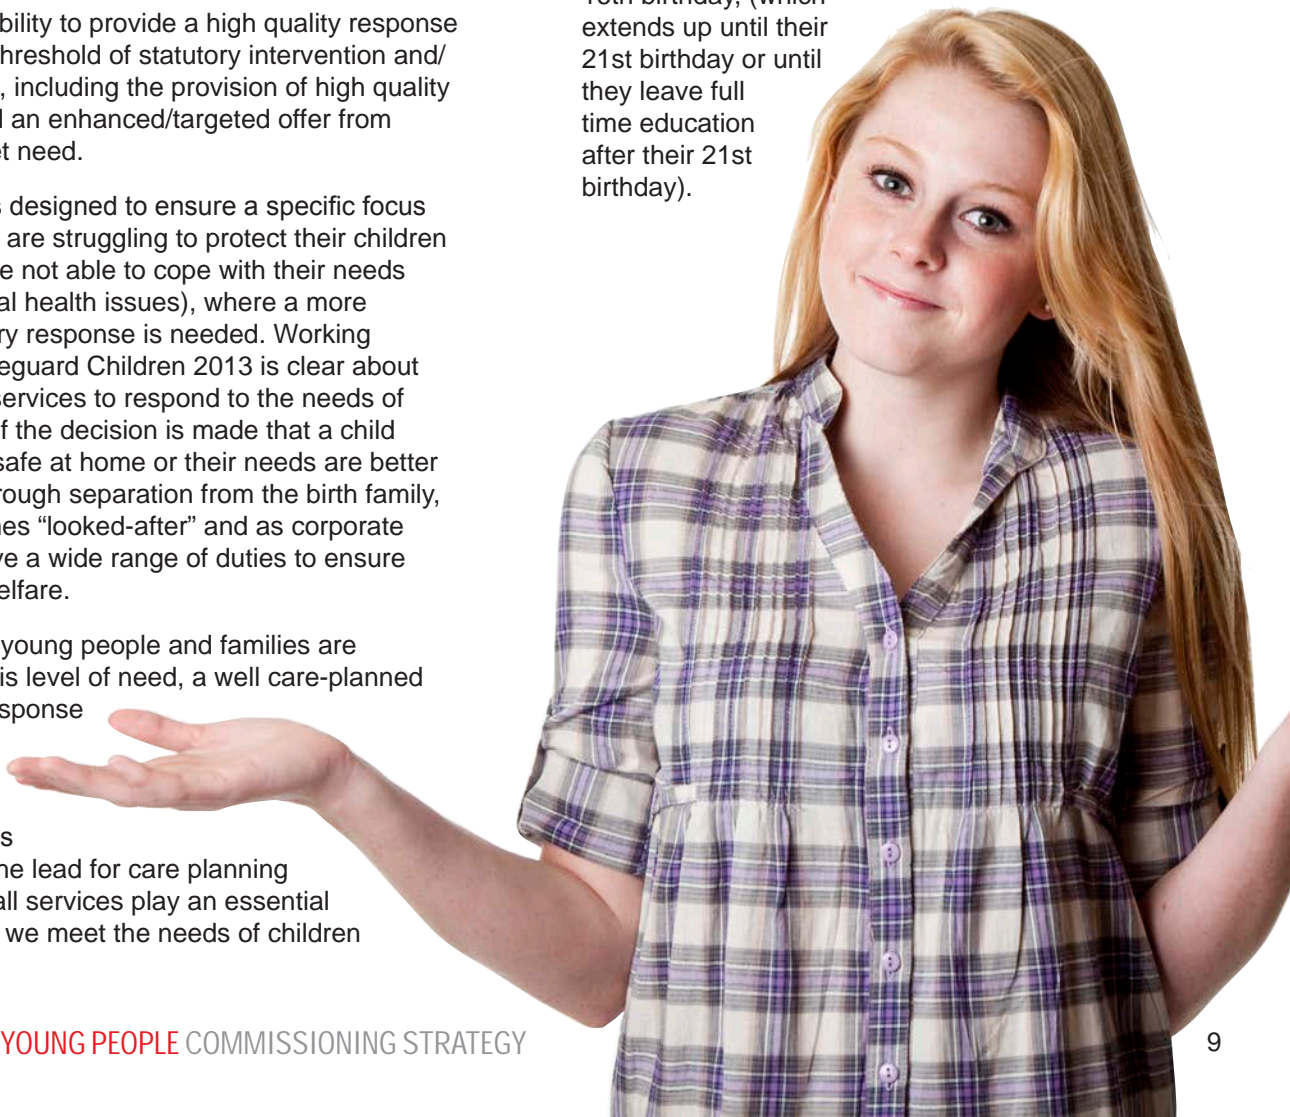 bility to provide a high quality response
hreshold of statutory intervention and/
, including the provision of high quality
l an enhanced/targeted offer from
et need.
s designed to ensure a specific focus
are struggling to protect their children
e not able to cope with their needs
al health issues), where a more
ry response is needed. Working
eguard Children 2013 is clear about
services to respond to the needs of
f the decision is made that a child
safe at home or their needs are better
rough separation from the birth family,
nes “looked-after” and as corporate
ve a wide range of duties to ensure
elfare.
young people and families are
is level of need, a well care-planned
sponse
s
ne lead for care planning
all services play an essential
we meet the needs of children
birthday, (which
extends up until their
21st birthday or until
they leave full
time education
after their 21st
birthday).
YOUNG PEOPLE COMMISSIONING STRATEGY
9